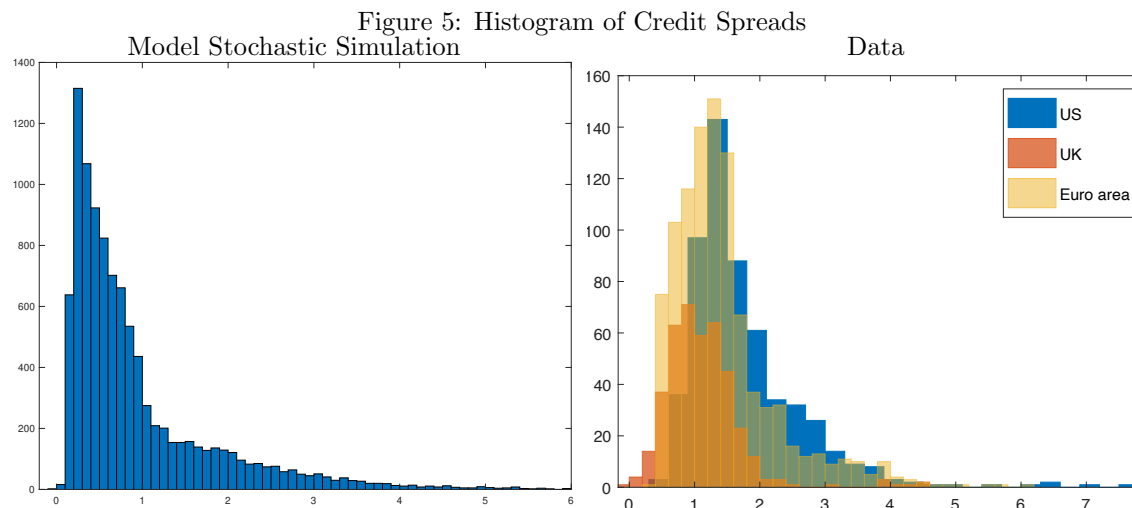 Figure 5: Histogram of Credit Spreads
Model Stochastic Simulation
1400
1200
1000
800
600
400
200
0
0 1 2 3 4 5 6
Data
160
140
120
100
80
60
40
20
0
0 1 2 3 4 5 6 7
US
UK
Euro area